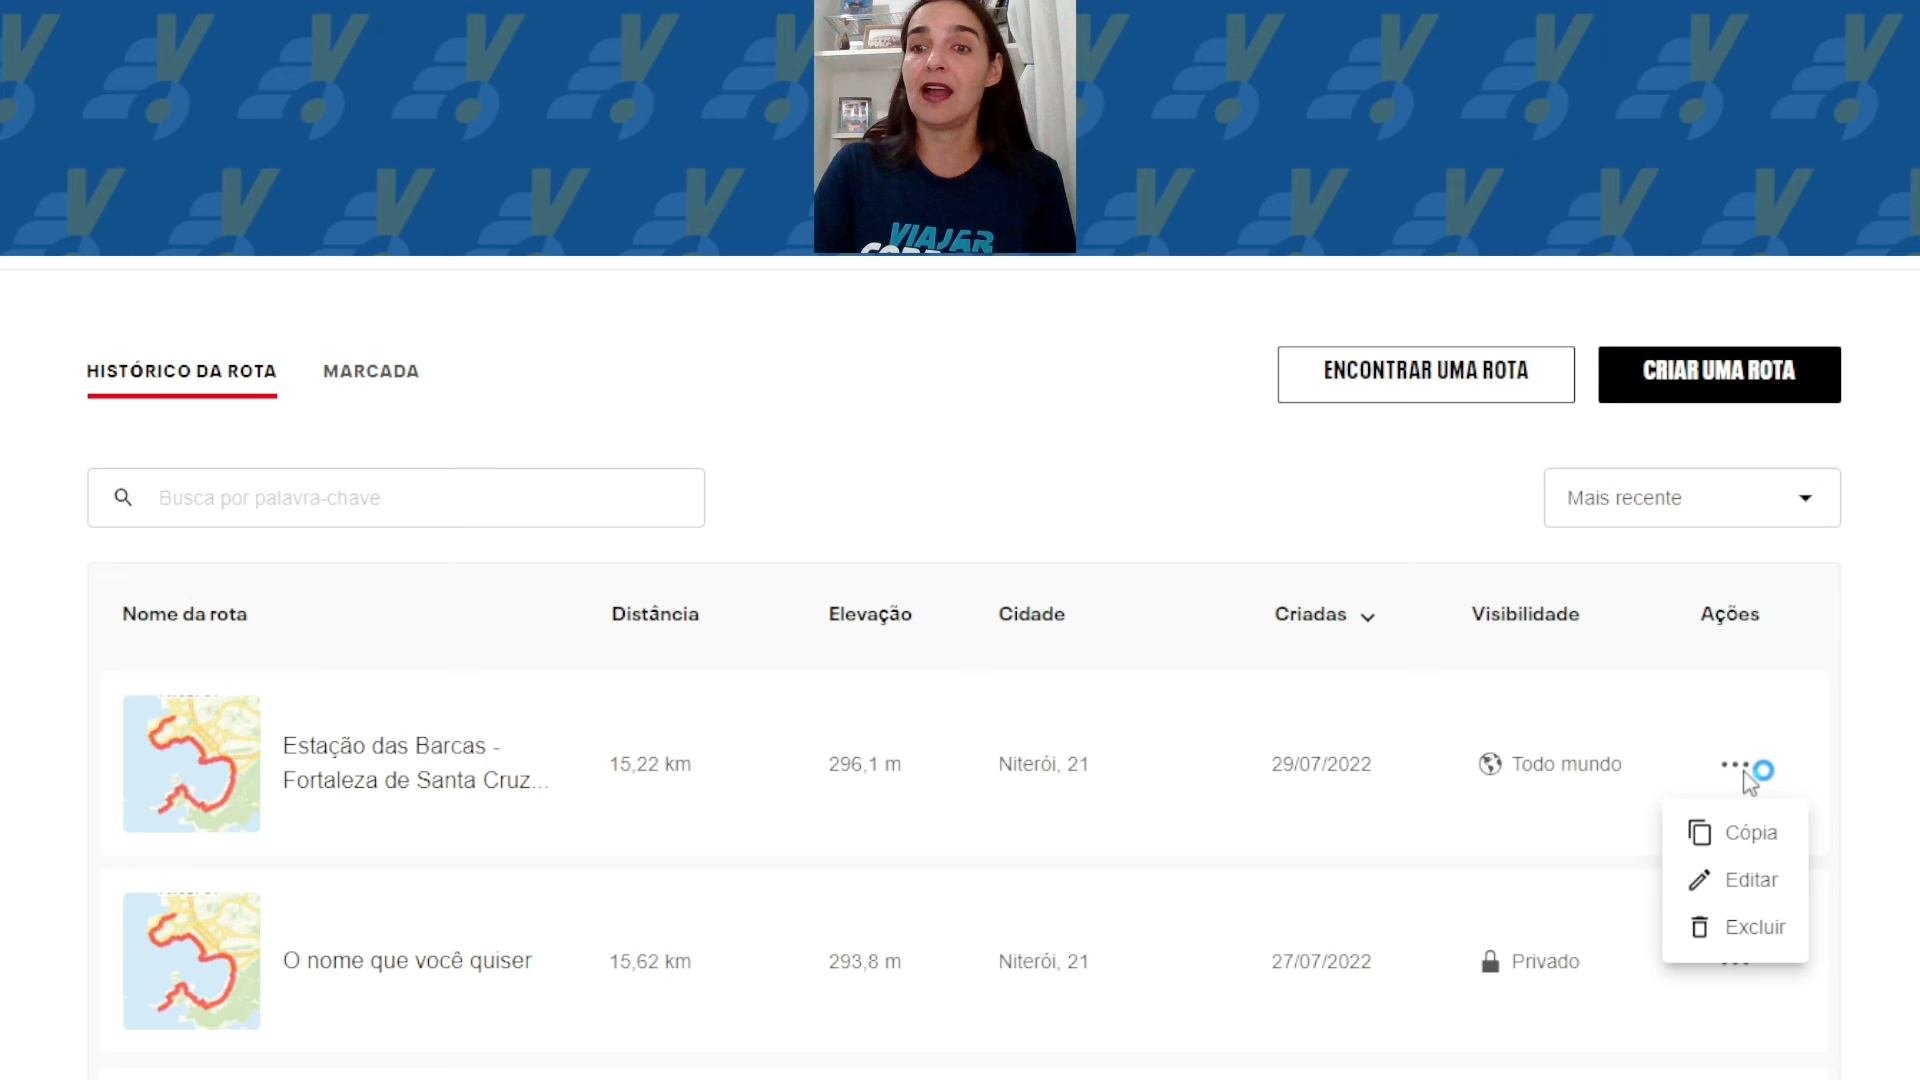 VIAJAR
HISTÓRICO DA ROTA
MARCADA
ENCONTRAR UMA ROTA
CRIAR UMA ROTA
Busca por palavra-chave
Mais recente
Nome da rota
Distância
Elevação
Cidade
Criadas
Visibilidade
Ações
Estação das Barcas -
Fortaleza de Santa Cruz...
15,22 km
296,1 m
Niterói, 21
29/07/2022
Todo mundo
Cópia
Editar
Excluir
O nome que você quiser
15,62 km
293,8 m
Niterói, 21
27/07/2022
Privado